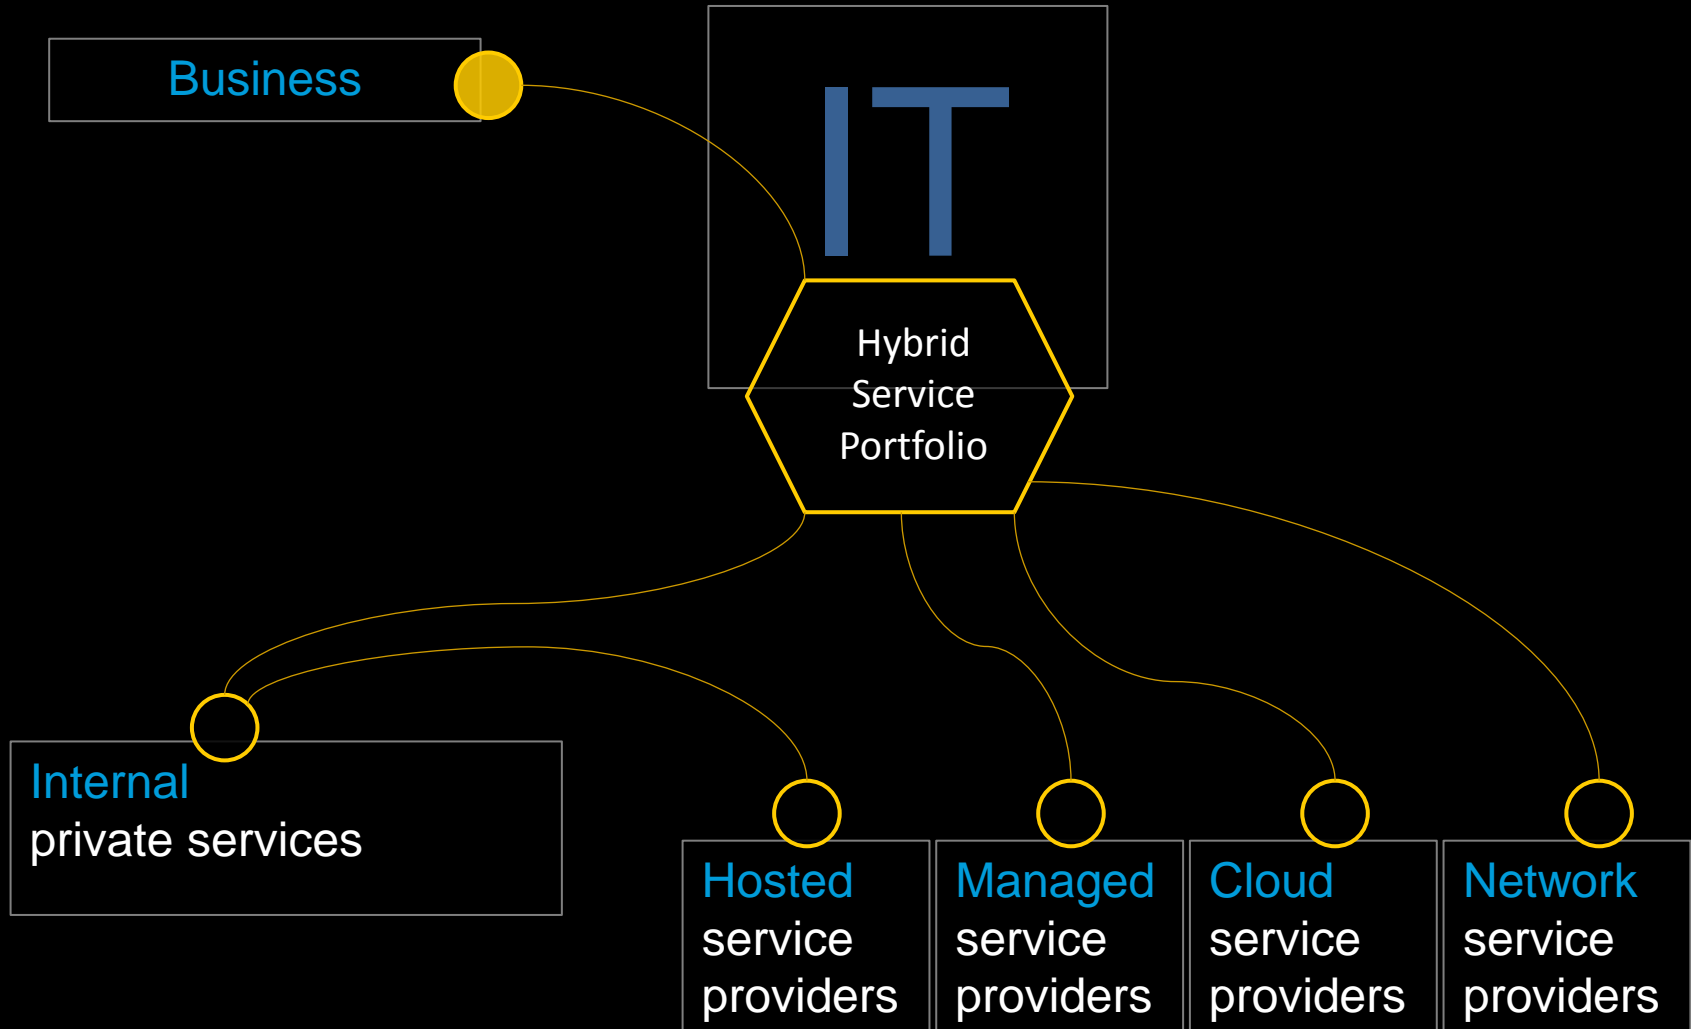 Business
IT
Hybrid
Service
Portfolio
Internal
private services
Hosted
service
providers
Managed
service
providers
Cloud
service
providers
Network
service
providers